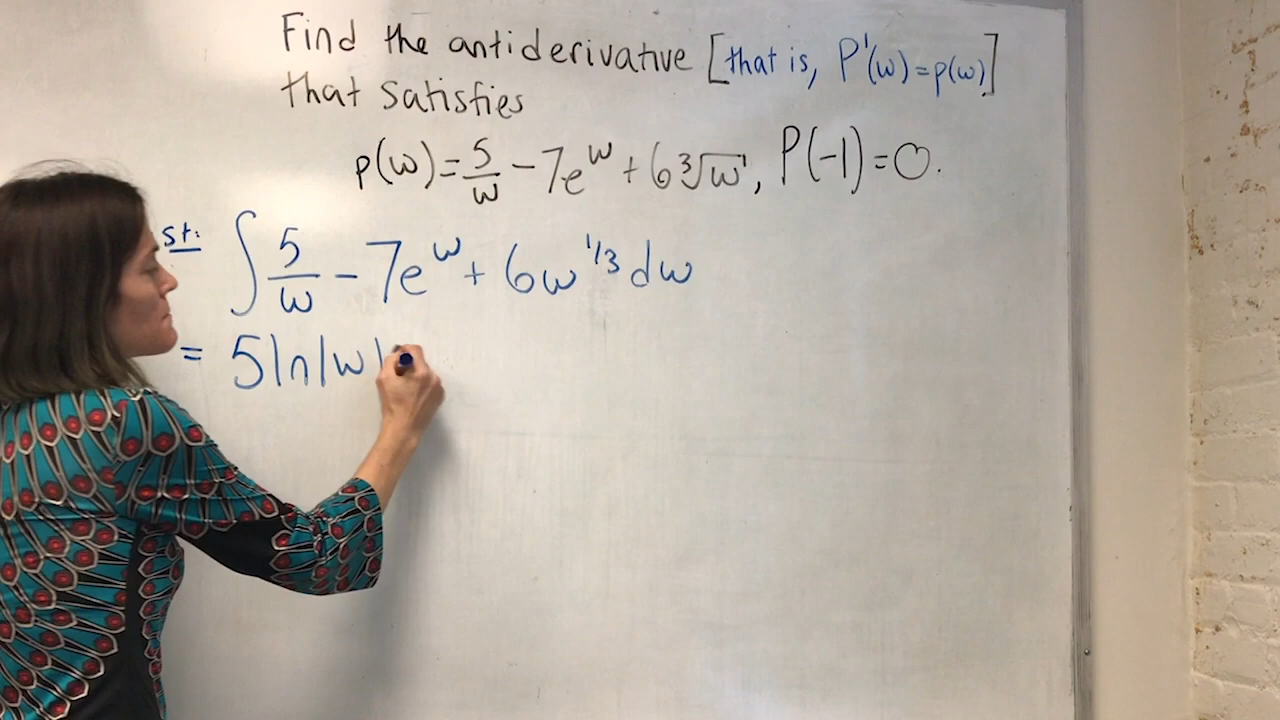 Find the antiderivative [that is, P'(w)=p(w)]
that satisfies
p(w)=5/w-7e^w+6∛w, P(-1)=0.
st: ∫5/w-7e^w+6w^1/3 dw
= 5ln|w|